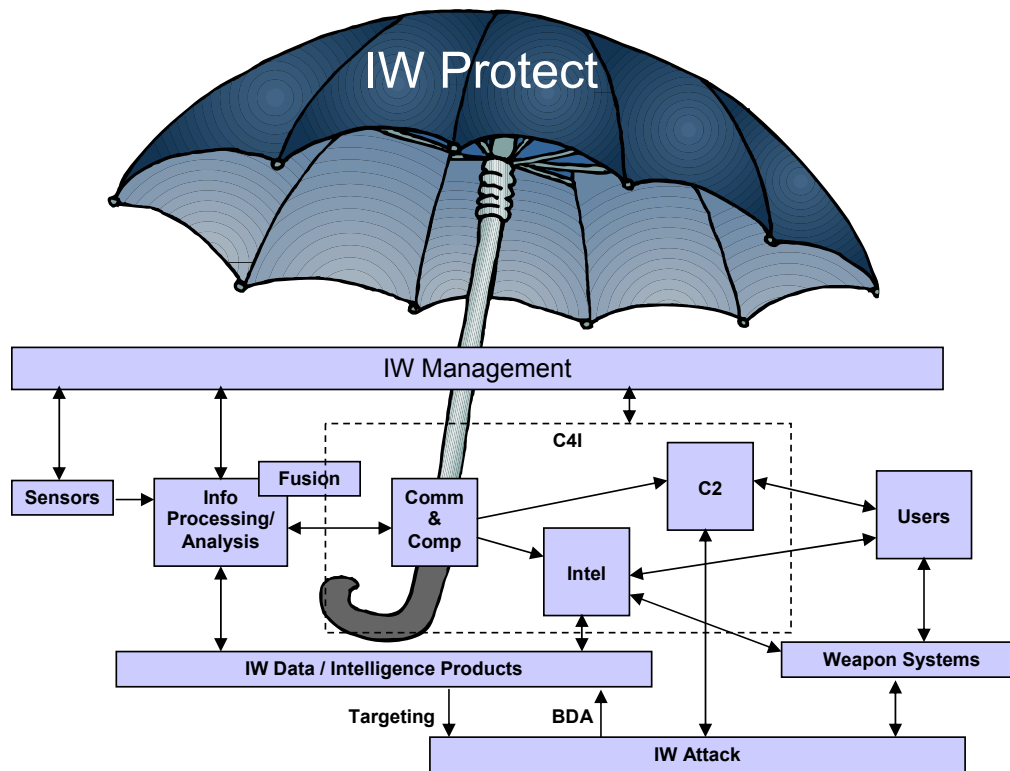 IW Protect
IW Management
C4I
Fusion
Sensors
Info
Processing/
Analysis
Comm
&
Comp
C2
Users
Intel
IW Data / Intelligence Products
Weapon Systems
Targeting
BDA
IW Attack